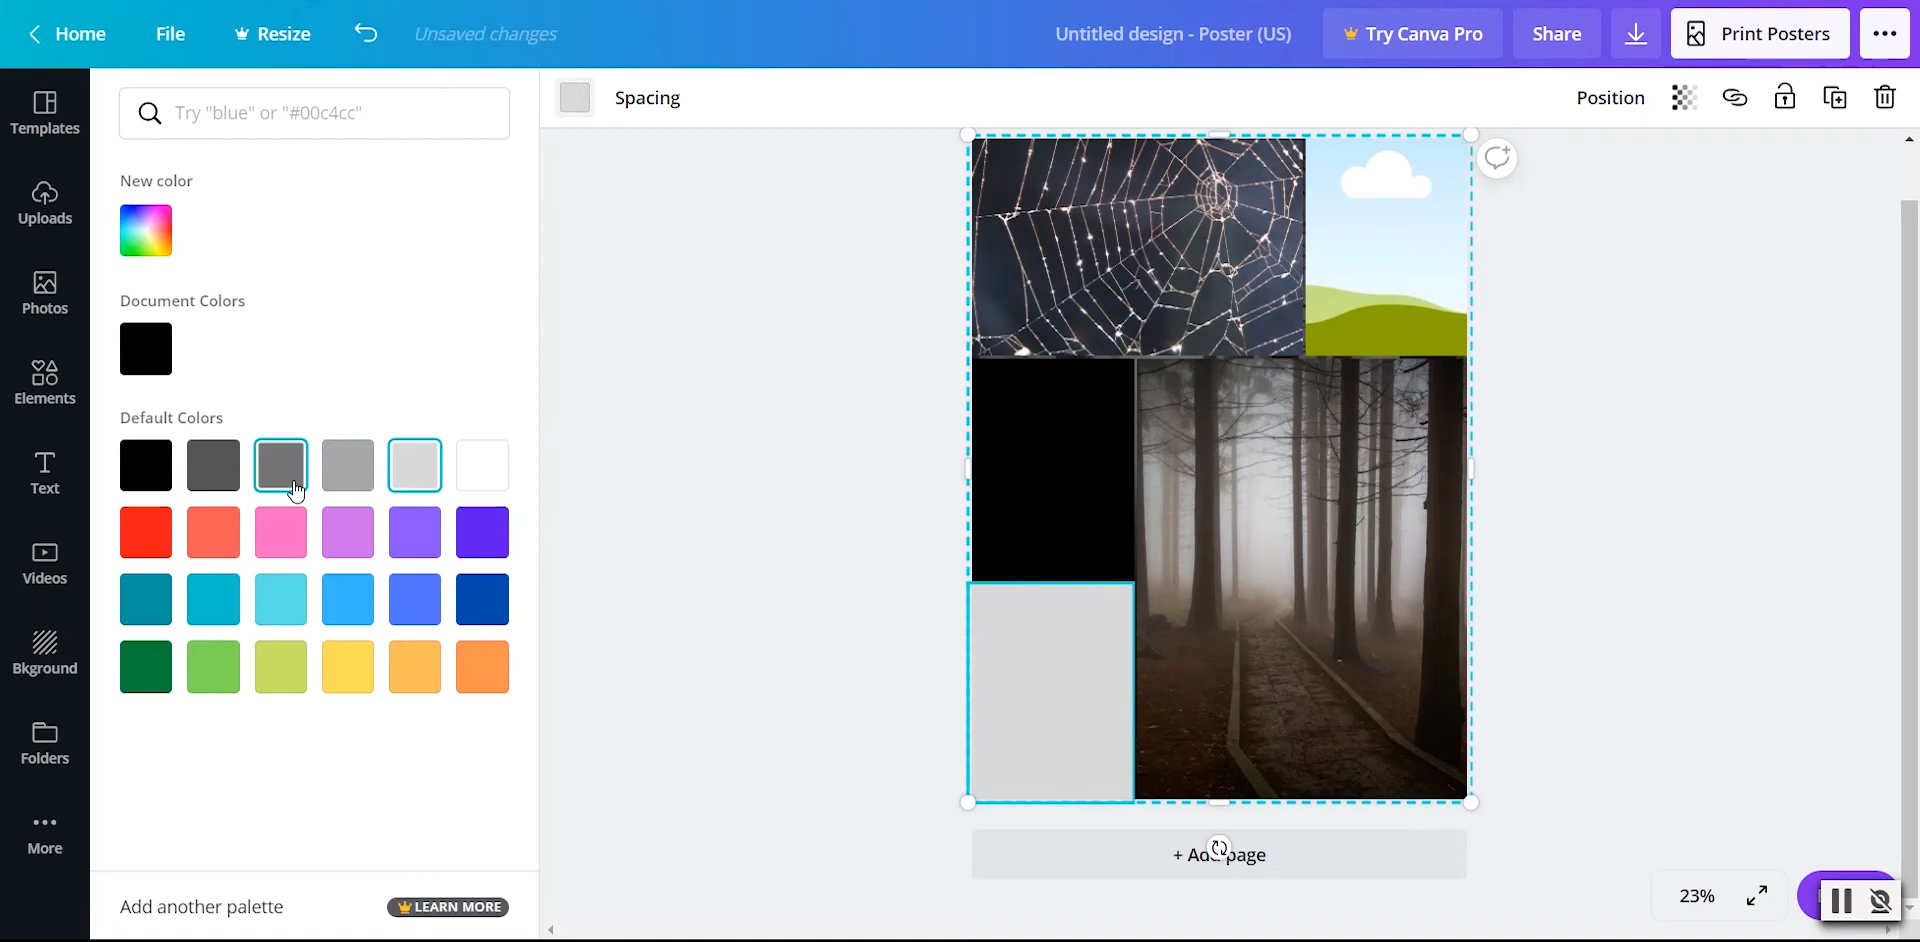 Home
File
Resize
Unsaved changes
Untitled design - Poster (US)
Try Canva Pro
Share
Print Posters
Templates
Uploads
Photos
Elements
Text
Videos
Bkground
Folders
More
Try "blue" or "#00c4cc"
New color
Document Colors
Default Colors
Add another palette
LEARN MORE
Spacing
Position
+ Add page
23%